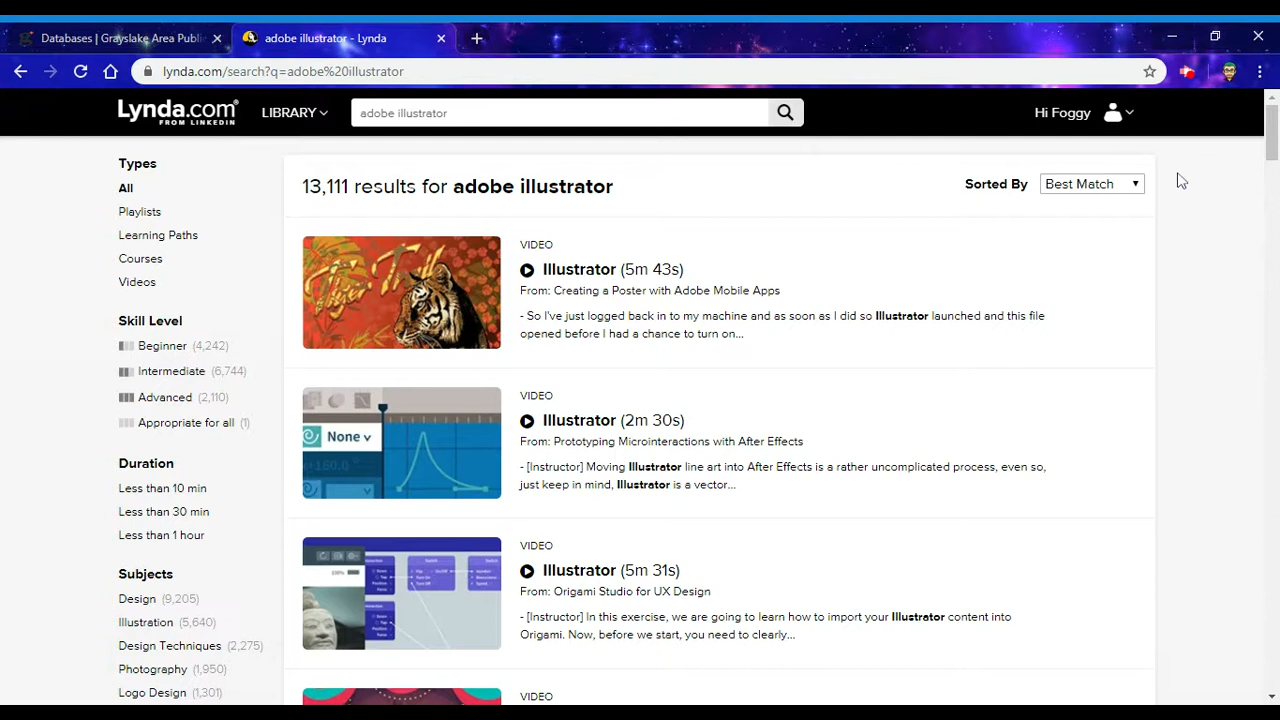 Databases | Grayslake Area Publi
adobe illustrator - Lynda
lynda.com/search?q=adobe%20illustrator
Lynda.com
FROM LINKEDIN
LIBRARY
adobe illustrator
Hi Foggy
Types
All
Playlists
Learning Paths
Courses
Videos
Skill Level
Beginner (4,242)
Intermediate (6,744)
Advanced (2,110)
Appropriate for all (1)
Duration
Less than 10 min
Less than 30 min
Less than 1 hour
Subjects
Design (9,205)
Illustration (5,640)
Design Techniques (2,275)
Photography (1,950)
Logo Design (1,301)
13,111 results for adobe illustrator
Sorted By Best Match
VIDEO
Illustrator (5m 43s)
From: Creating a Poster with Adobe Mobile Apps
- So I've just logged back in to my machine and as soon as I did so Illustrator launched and this file
opened before I had a chance to turn on...
None
VIDEO
Illustrator (2m 30s)
From: Prototyping Microinteractions with After Effects
- [Instructor] Moving Illustrator line art into After Effects is a rather uncomplicated process, even so,
just keep in mind, Illustrator is a vector...
VIDEO
Illustrator (5m 31s)
From: Origami Studio for UX Design
- [Instructor] In this exercise, we are going to learn how to import your Illustrator content into
Origami. Now, before we start, you need to clearly...
VIDEO